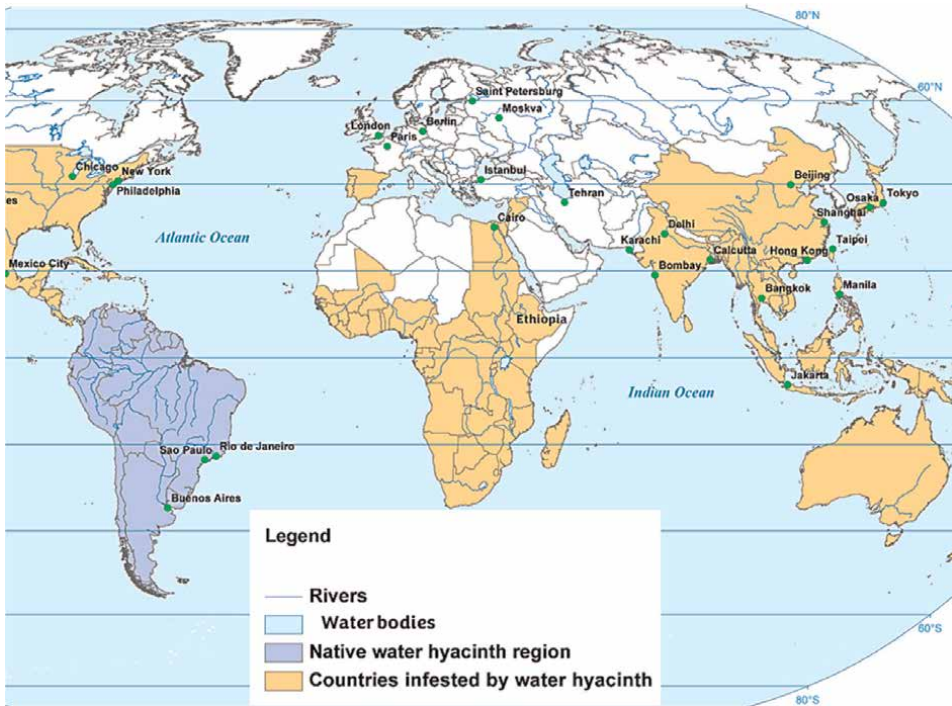 80°N
60°N
Saint Petersburg
Moskva
London
Berlin
Paris
Chicago
New York
Philadelphia
Istanbul
Tehran
Beijing
Osaka
Tokyo
es
Atlantic Ocean
Cairo
Shanghai
Delhi
Karachi
Calcutta
Hong Kong
Taipei
Mexico City
Bombay
Bangkok
Manila
Ethiopia
Jakarta
Indian Ocean
Sao Paulo
Rio de Janeiro
Buenos Aires
Legend
Rivers
Water bodies
Native water hyacinth region
Countries infested by water hyacinth
60°S
80°S